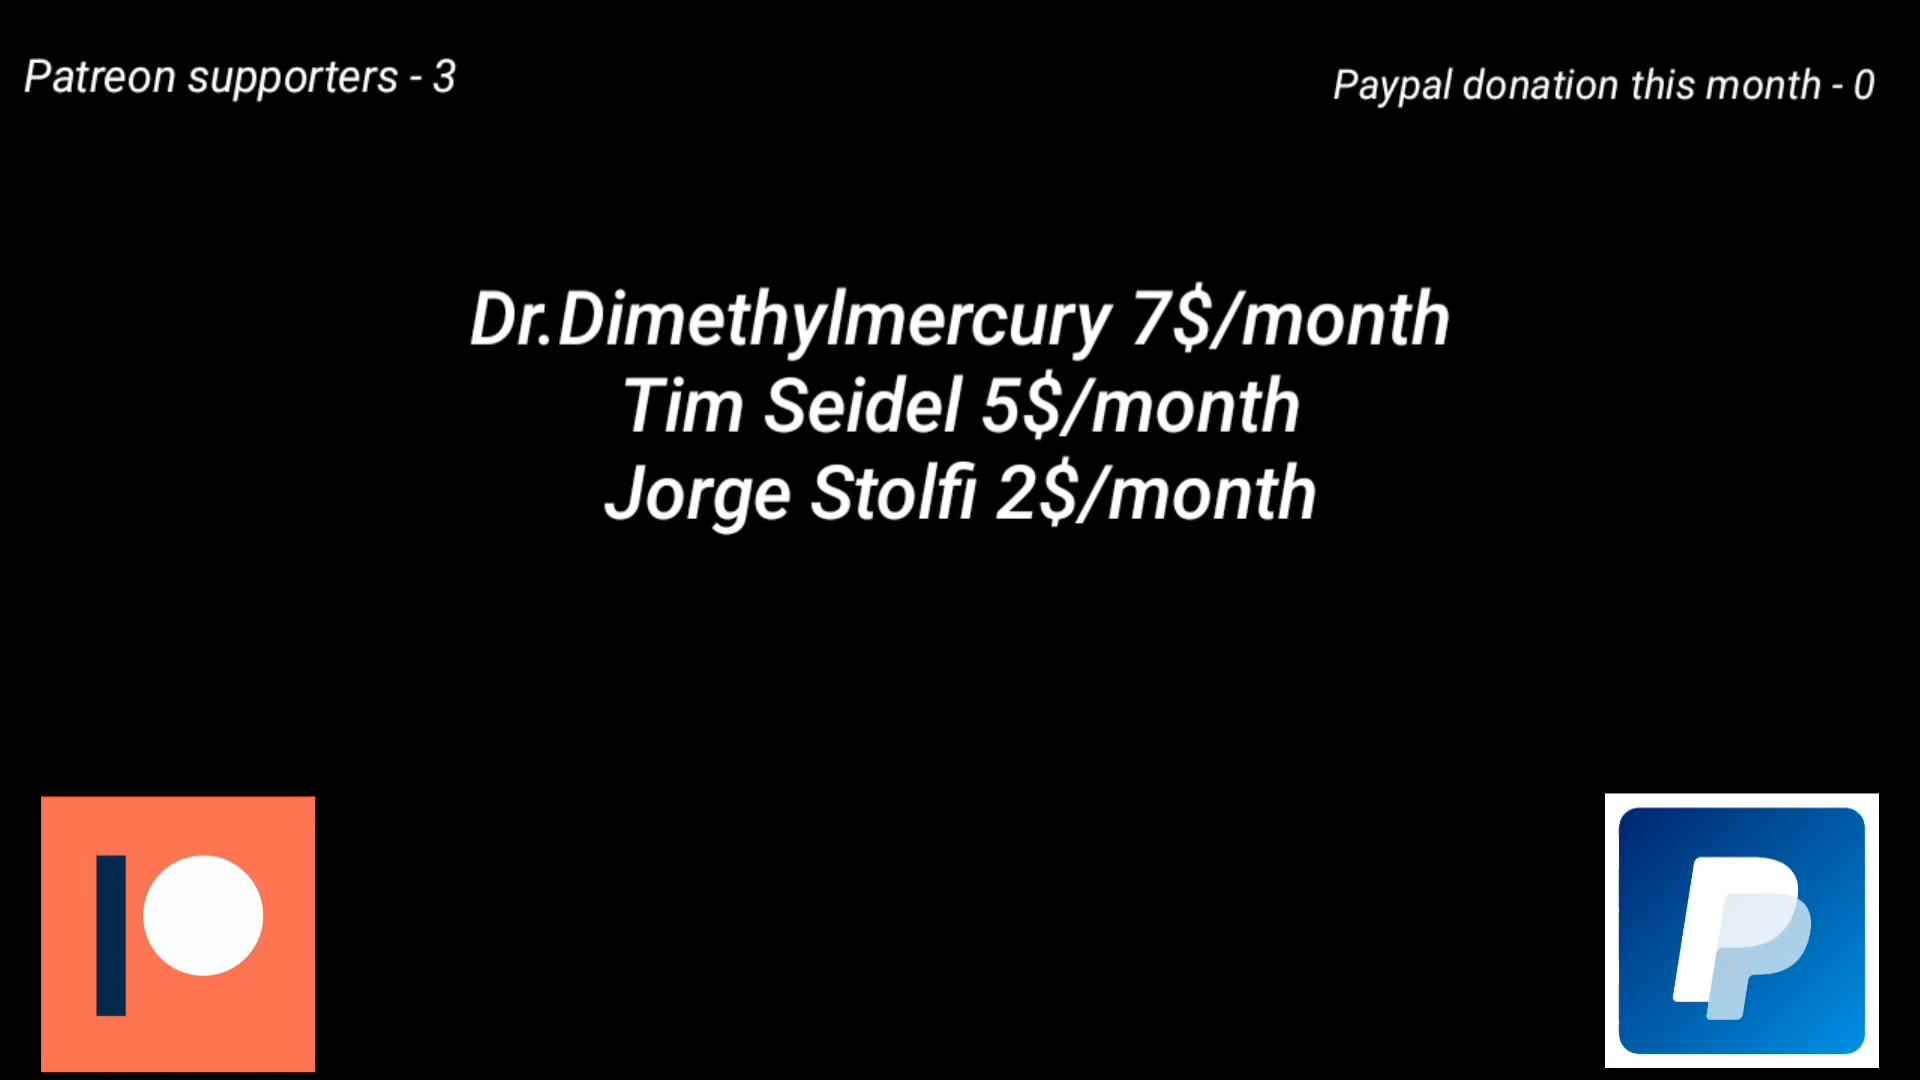 Patreon supporters - 3
Paypal donation this month - 0
Dr.Dimethylmercury 7$/month
Tim Seidel 5$/month
Jorge Stolfi 2$/month